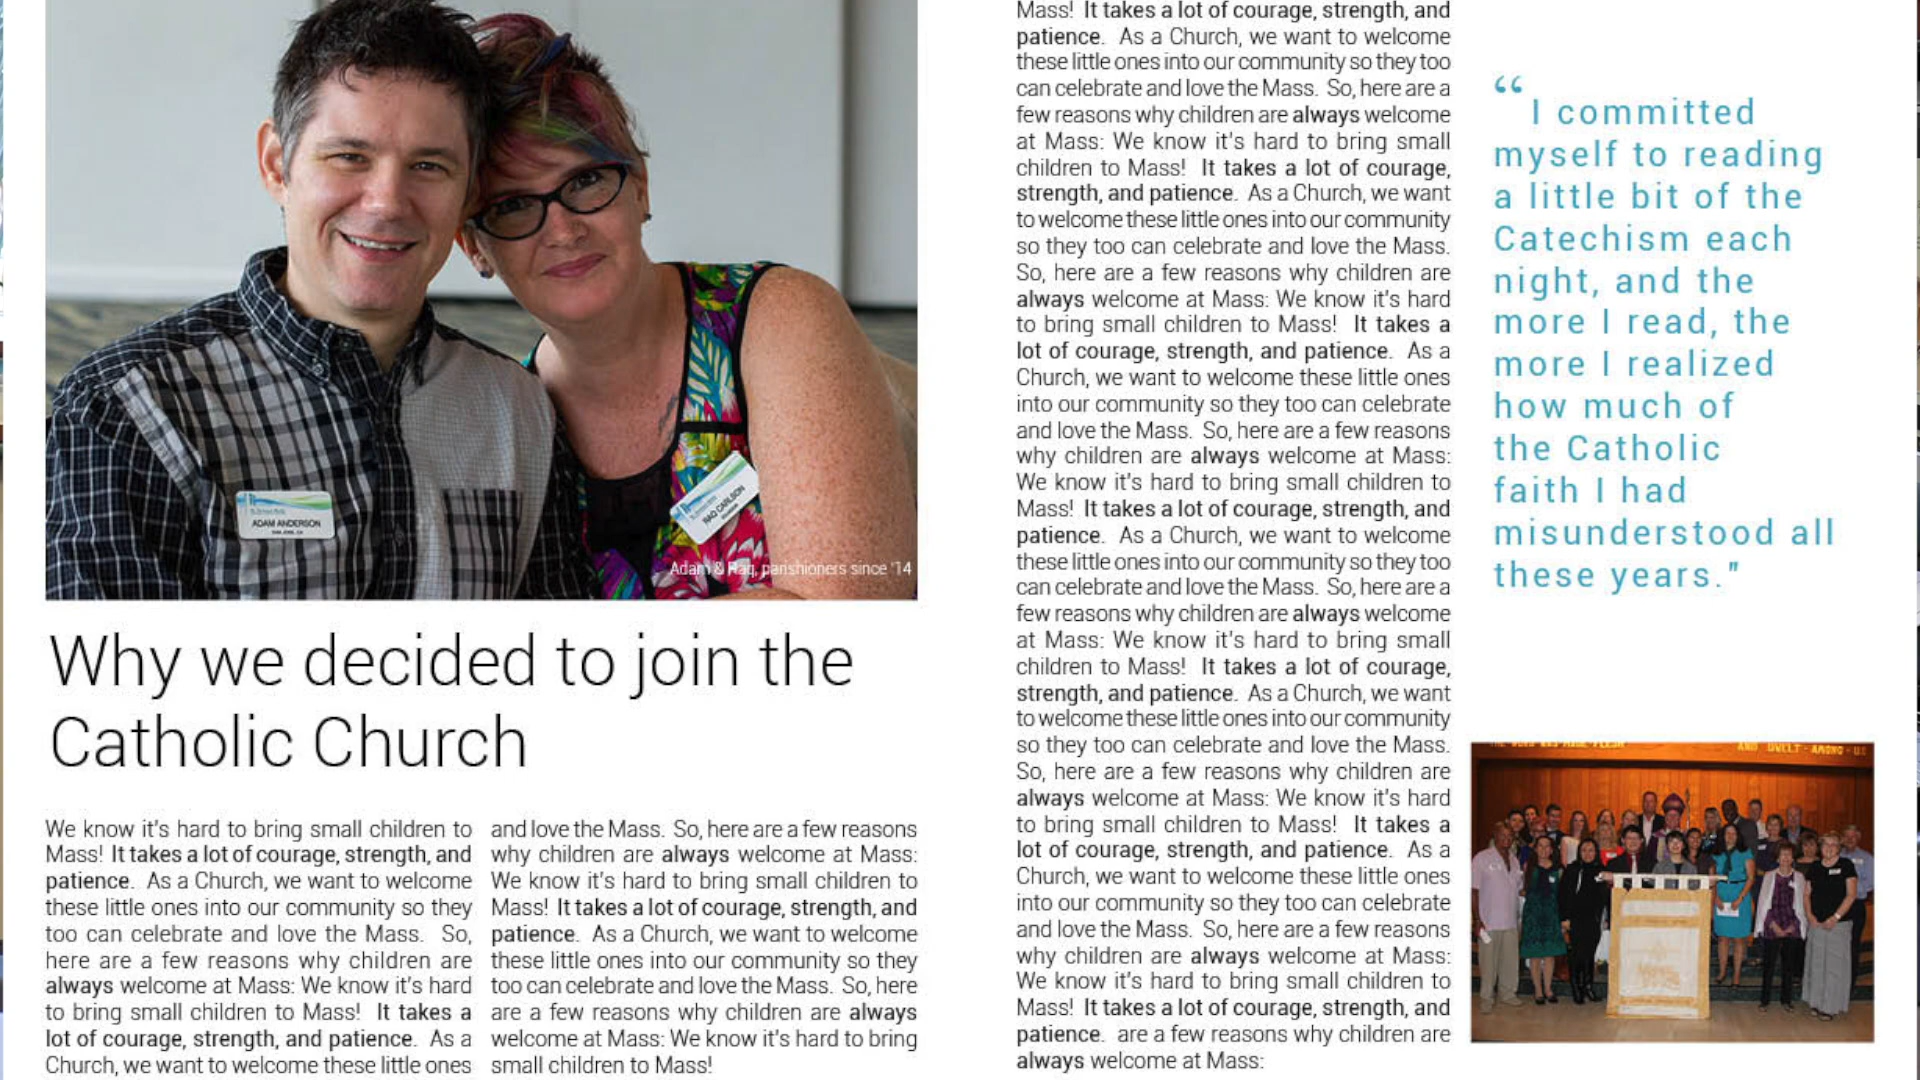 ADAM ANDERSON
RAQ CARLSON
Adam & Raq, parishioners since '14
Why we decided to join the
Catholic Church
We know it's hard to bring small children to
Mass! It takes a lot of courage, strength, and
patience. As a Church, we want to welcome
these little ones into our community so they
too can celebrate and love the Mass. So,
here are a few reasons why children are
always welcome at Mass: We know it's hard
to bring small children to Mass! It takes a
lot of courage, strength, and patience. As a
Church, we want to welcome these little ones
and love the Mass. So, here are a few reasons
why children are always welcome at Mass:
We know it's hard to bring small children to
Mass! It takes a lot of courage, strength, and
patience. As a Church, we want to welcome
these little ones into our community so they
too can celebrate and love the Mass. So, here
are a few reasons why children are always
welcome at Mass: We know it's hard to bring
small children to Mass!
Mass! It takes a lot of courage, strength, and
patience. As a Church, we want to welcome
these little ones into our community so they too
can celebrate and love the Mass. So, here are a
few reasons why children are always welcome
at Mass: We know it's hard to bring small
children to Mass! It takes a lot of courage,
strength, and patience. As a Church, we want
to welcome these little ones into our community
so they too can celebrate and love the Mass.
So, here are a few reasons why children are
always welcome at Mass: We know it's hard
to bring small children to Mass! It takes a
lot of courage, strength, and patience. As a
Church, we want to welcome these little ones
into our community so they too can celebrate
and love the Mass. So, here are a few reasons
why children are always welcome at Mass:
We know it's hard to bring small children to
Mass! It takes a lot of courage, strength, and
patience. As a Church, we want to welcome
these little ones into our community so they too
can celebrate and love the Mass. So, here are a
few reasons why children are always welcome
at Mass: We know it's hard to bring small
children to Mass! It takes a lot of courage,
strength, and patience. As a Church, we want
to welcome these little ones into our community
so they too can celebrate and love the Mass.
So, here are a few reasons why children are
always welcome at Mass: We know it's hard
to bring small children to Mass! It takes a
lot of courage, strength, and patience. As a
Church, we want to welcome these little ones
into our community so they too can celebrate
and love the Mass. So, here are a few reasons
why children are always welcome at Mass:
We know it's hard to bring small children to
Mass! It takes a lot of courage, strength, and
patience. are a few reasons why children are
always welcome at Mass:
“I committed
myself to reading
a little bit of the
Catechism each
night, and the
more I read, the
more I realized
how much of
the Catholic
faith I had
misunderstood all
these years."
AND DWELT · AMONG · U